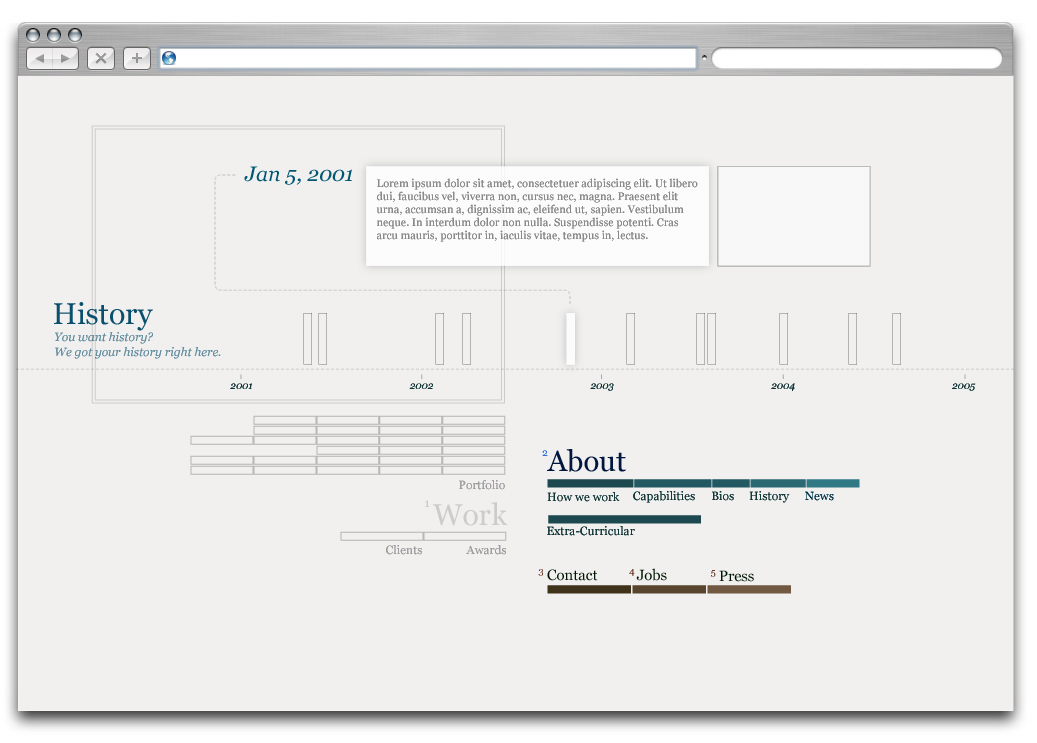 Jan 5, 2001
Lorem ipsum dolor sit amet, consectetuer adipiscing elit. Ut libero
dui, faucibus vel, viverra non, cursus nec, magna. Praesent elit
urna, accumsan a, dignissim ac, eleifend ut, sapien. Vestibulum
neque. In interdum dolor non nulla. Suspendisse potenti. Cras
arcu mauris, porttitor in, iaculis vitae, tempus in, lectus.
History
You want history?
We got your history right here.
2001 2002 2003 2004 2005
Portfolio
1 Work
Clients Awards
2 About
How we work Capabilities Bios History News
Extra-Curricular
3 Contact 4 Jobs 5 Press